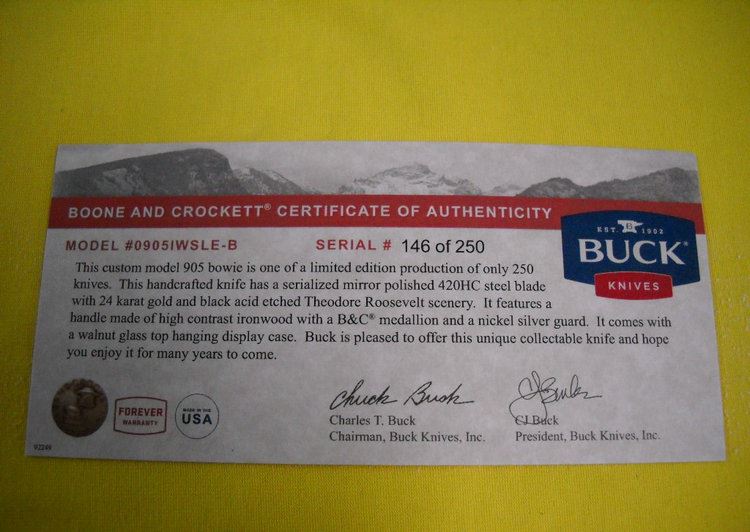 BOONE AND CROCKETT® CERTIFICATE OF AUTHENTICITY
MODEL #0905IWSLE-B
SERIAL # 146 of 250
EST. B 1902
BUCK®
KNIVES
This custom model 905 bowie is one of a limited edition production of only 250
knives. This handcrafted knife has a serialized mirror polished 420HC steel blade
with 24 karat gold and black acid etched Theodore Roosevelt scenery. It features a
handle made of high contrast ironwood with a B&C® medallion and a nickel silver guard. It comes with
a walnut glass top hanging display case. Buck is pleased to offer this unique collectable knife and hope
you enjoy it for many years to come.
Chuck Buck
CJ Buck
Charles T. Buck
Chairman, Buck Knives, Inc.
CJ Buck
President, Buck Knives, Inc.
FOREVER
WARRANTY
MADE IN THE
USA
92249